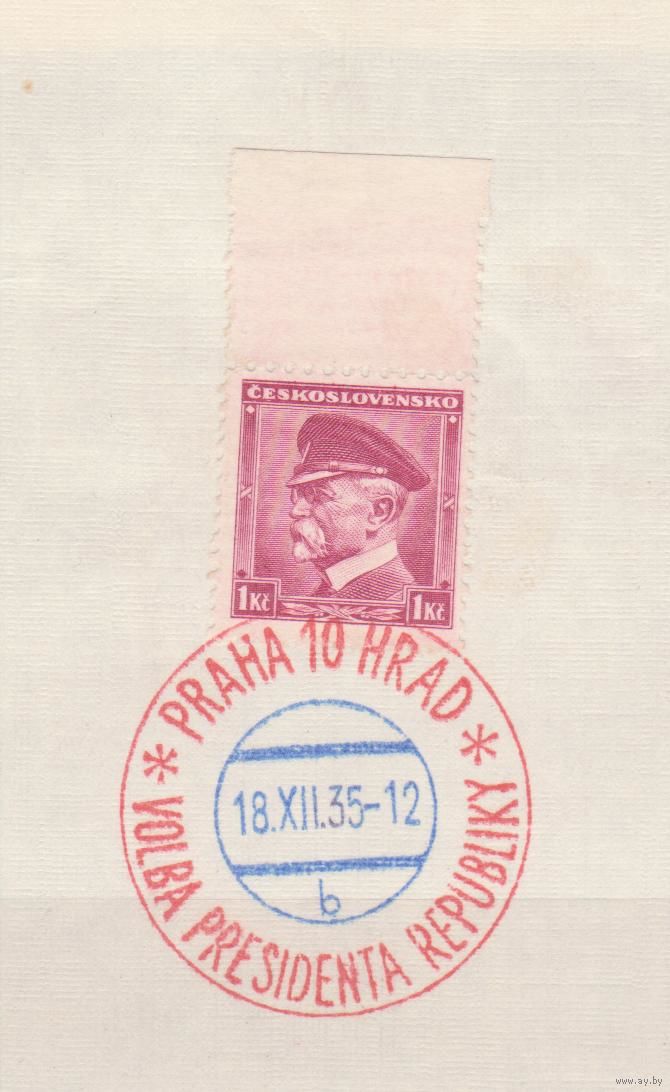 ČESKOSLOVENSKO
1Kč 1Kč
* PRAHA 10 HRAD *
18.XII.35-12
b
VOLBA PRESIDENTA REPUBLIKY
www.ay.by